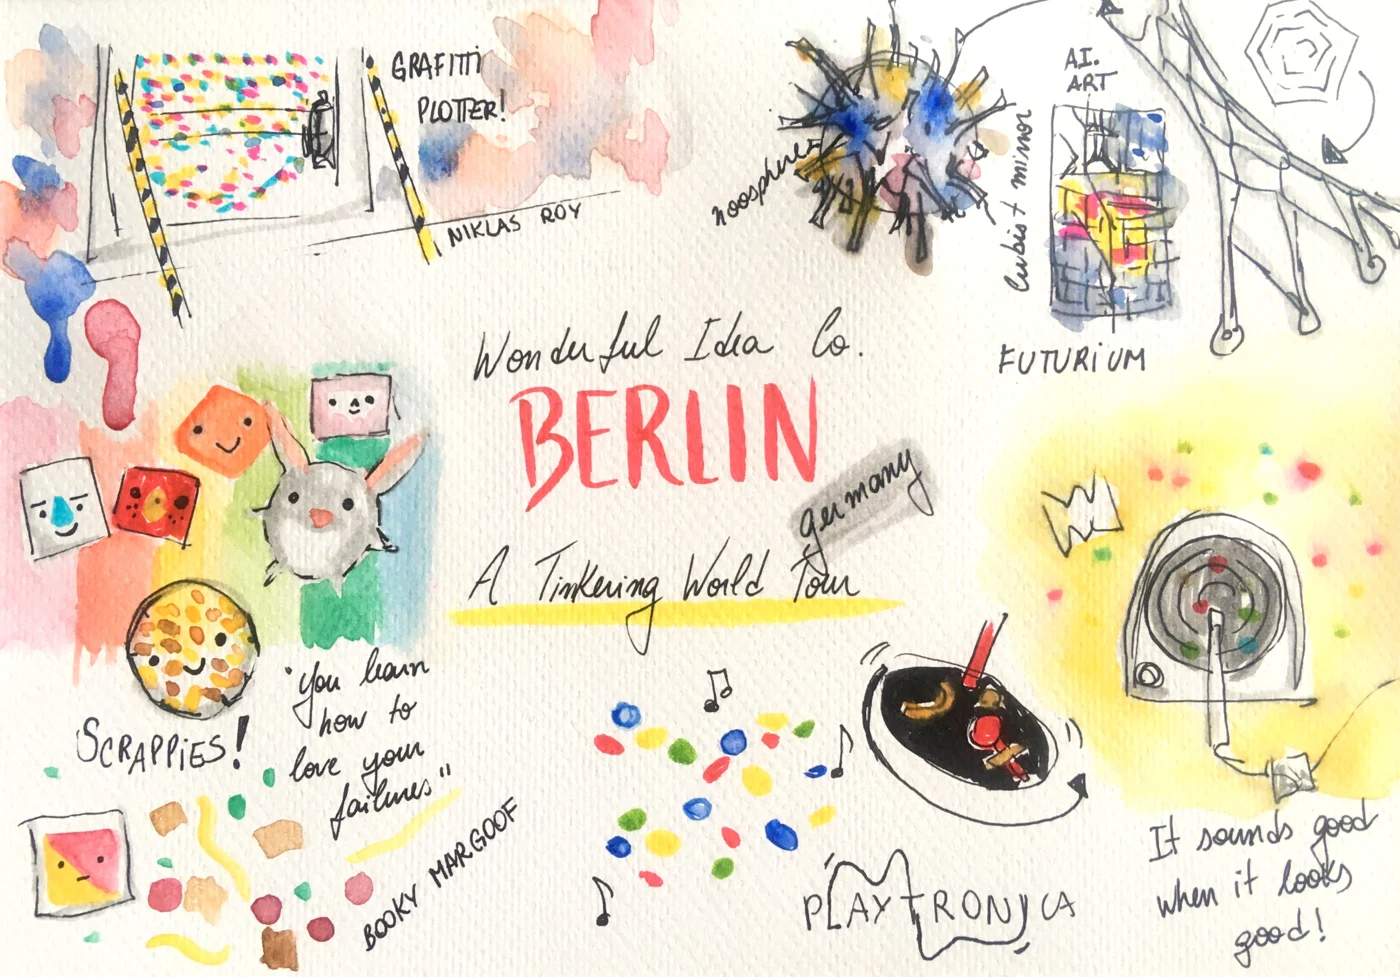 GRAFITTI
PLOTTER!
NIKLAS ROY
noospheres
Cubist mirror
A.I.
ART
FUTURIUM
Wonderful Idea Co.
BERLIN
germany
A Tinkering World Tour
SCRAPPIES!
"You learn
how to
love your
failures"
BOOKY MARGOOF
PLAYTRONICA
It sounds good
when it looks
good!